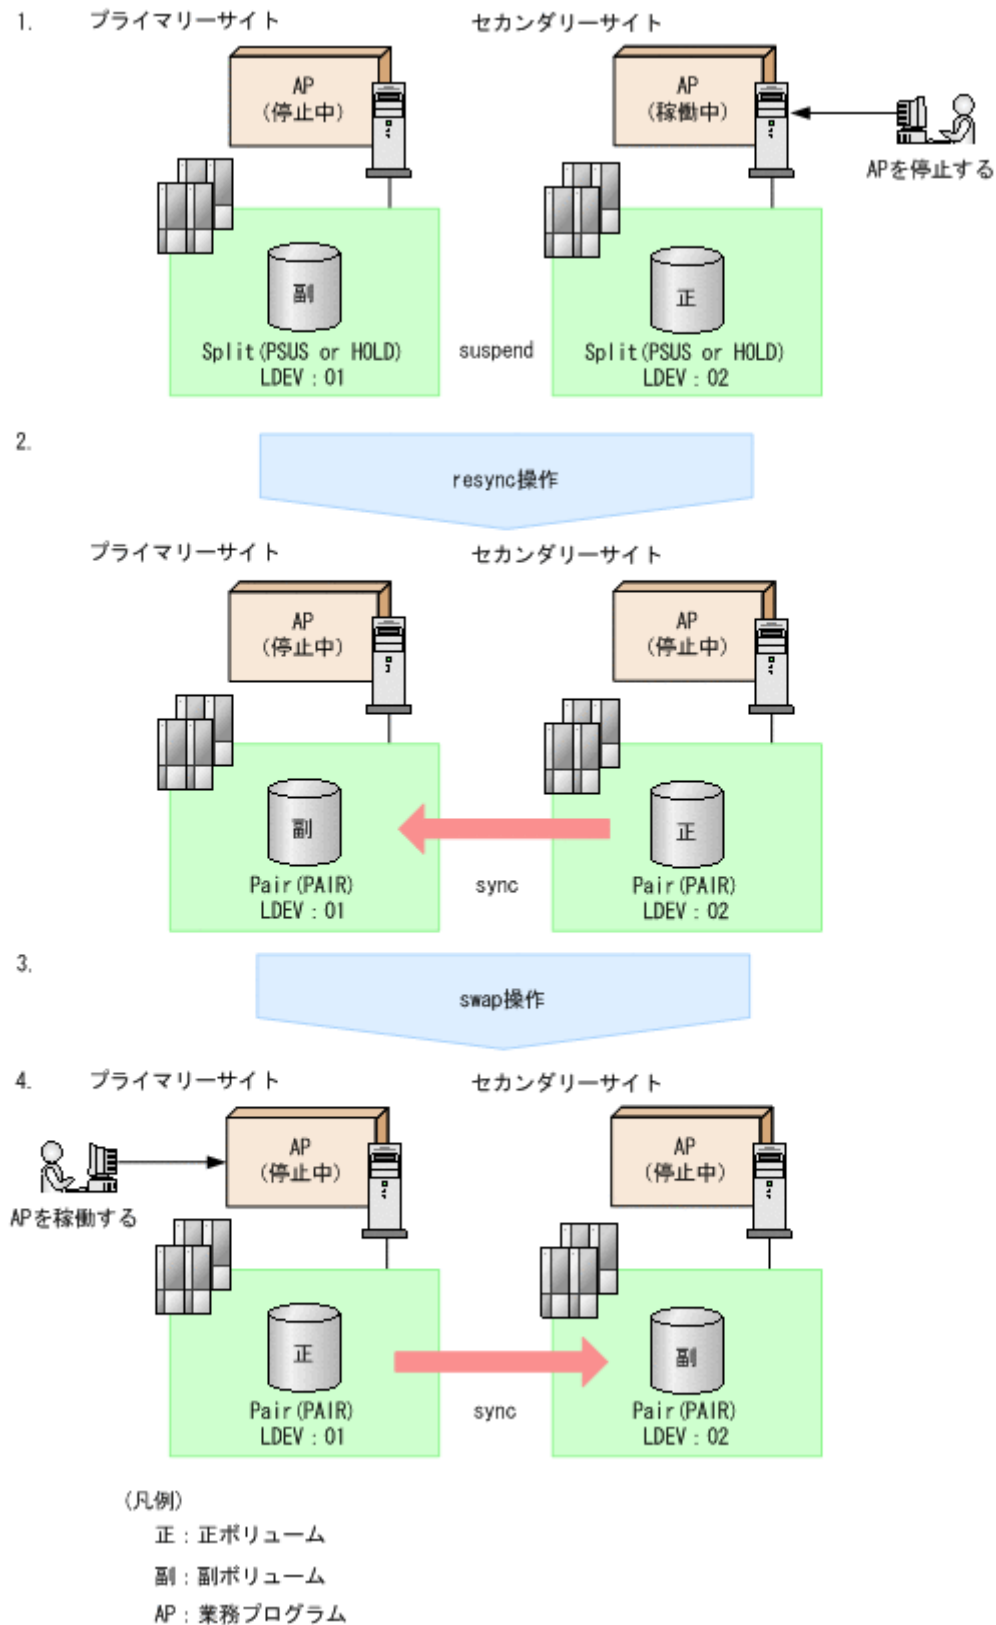 1. プライマリーサイト セカンダリーサイト
AP
(停止中)
AP
(稼働中)
APを停止する
副
正
Split(PSUS or HOLD)
LDEV：01
suspend
Split(PSUS or HOLD)
LDEV：02
2.
resync操作
プライマリーサイト セカンダリーサイト
AP
(停止中)
AP
(停止中)
副
正
Pair(PAIR)
LDEV：01
sync
Pair(PAIR)
LDEV：02
3.
swap操作
4. プライマリーサイト セカンダリーサイト
AP
(停止中)
AP
(停止中)
APを稼働する
正
副
Pair(PAIR)
LDEV：01
sync
Pair(PAIR)
LDEV：02
(凡例)
正：正ボリューム
副：副ボリューム
AP：業務プログラム